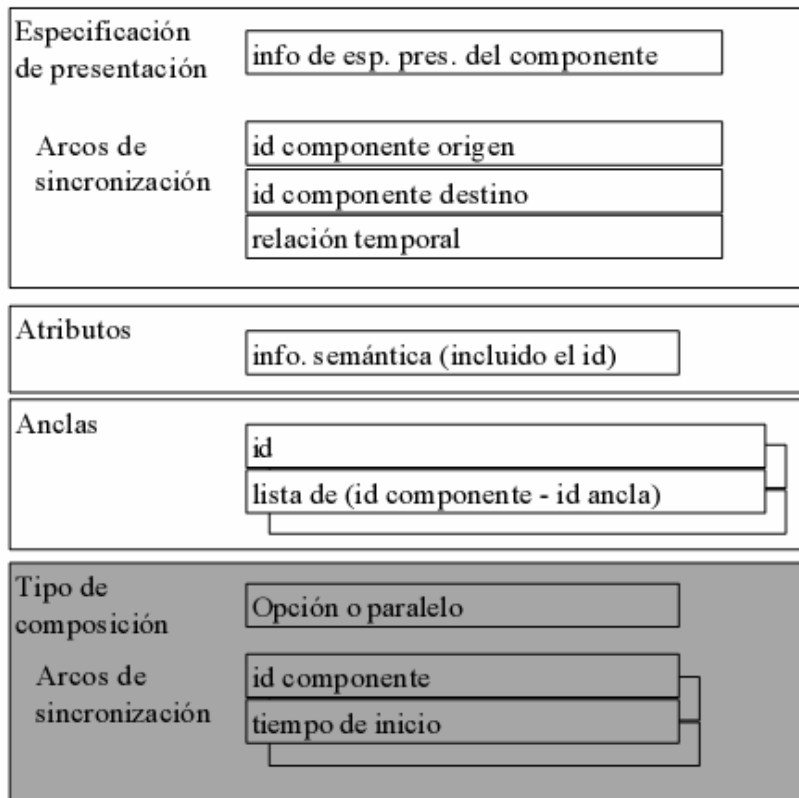 Especificación
de presentación
info de esp. pres. del componente
Arcos de
sincronización
id componente origen
id componente destino
relación temporal
Atributos
info. semántica (incluido el id)
Anclas
id
lista de (id componente - id ancla)
Tipo de
composición
Opción o paralelo
Arcos de
sincronización
id componente
tiempo de inicio